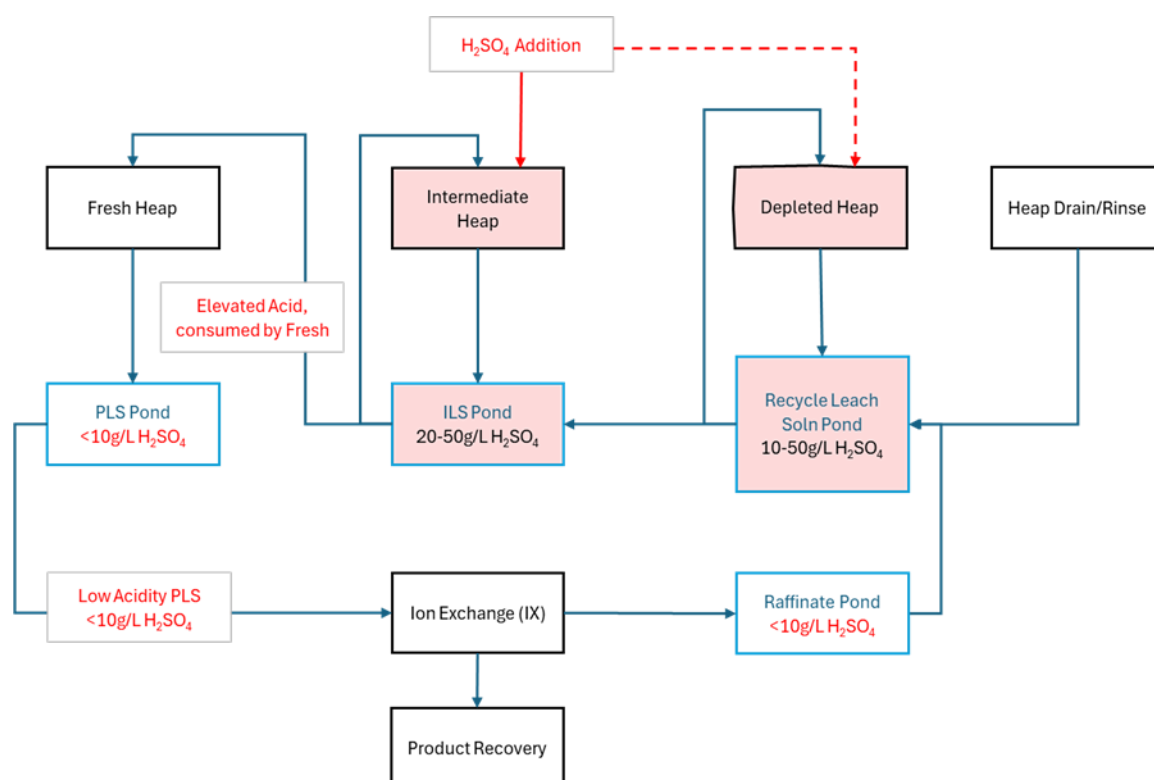 H₂SO₄ Addition
Fresh Heap
Intermediate
Heap
Depleted Heap
Heap Drain/Rinse
Elevated Acid,
consumed by Fresh
PLS Pond
<10g/L H₂SO₄
ILS Pond
20-50g/L H₂SO₄
Recycle Leach
Soln Pond
10-50g/L H₂SO₄
Low Acidity PLS
<10g/L H₂SO₄
Ion Exchange (IX)
Raffinate Pond
<10g/L H₂SO₄
Product Recovery